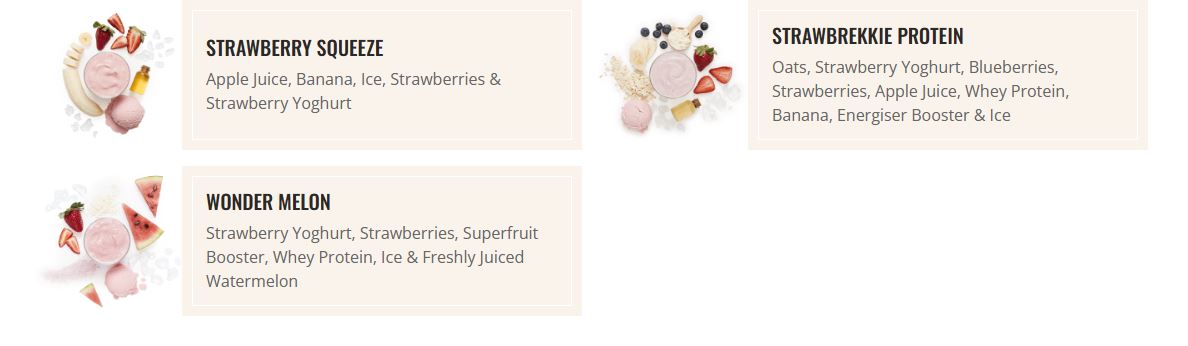 STRAWBERRY SQUEEZE
Apple Juice, Banana, Ice, Strawberries &
Strawberry Yoghurt
STRAWBREKKIE PROTEIN
Oats, Strawberry Yoghurt, Blueberries,
Strawberries, Apple Juice, Whey Protein,
Banana, Energiser Booster & Ice
WONDER MELON
Strawberry Yoghurt, Strawberries, Superfruit
Booster, Whey Protein, Ice & Freshly Juiced
Watermelon